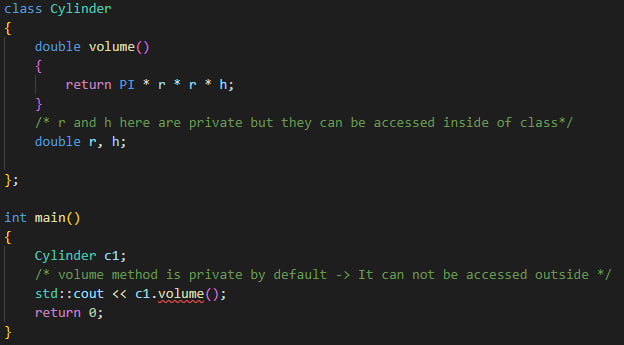 class Cylinder
{
    double volume()
    {
        return PI * r * r * h;
    }
    /* r and h here are private but they can be accessed inside of class*/
    double r, h;

};

int main()
{
    Cylinder c1;
    /* volume method is private by default -> It can not be accessed outside */
    std::cout << c1.volume();
    return 0;
}